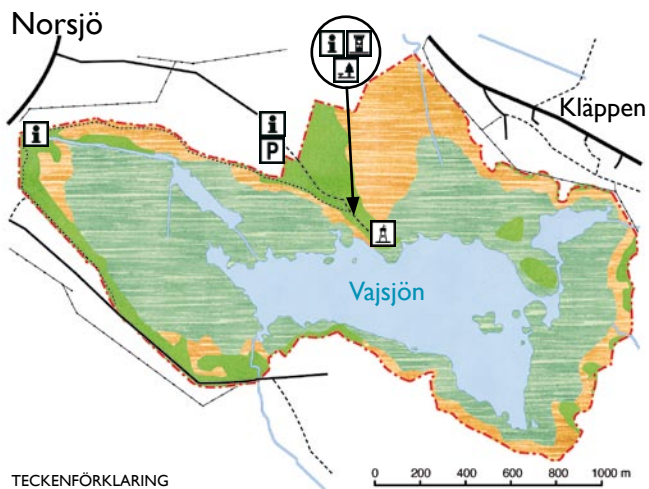 Norsjö
i
Kläppen
i
i
P
Vajsjön
TECKENFÖRKLARING
0 200 400 600 800 1000 m